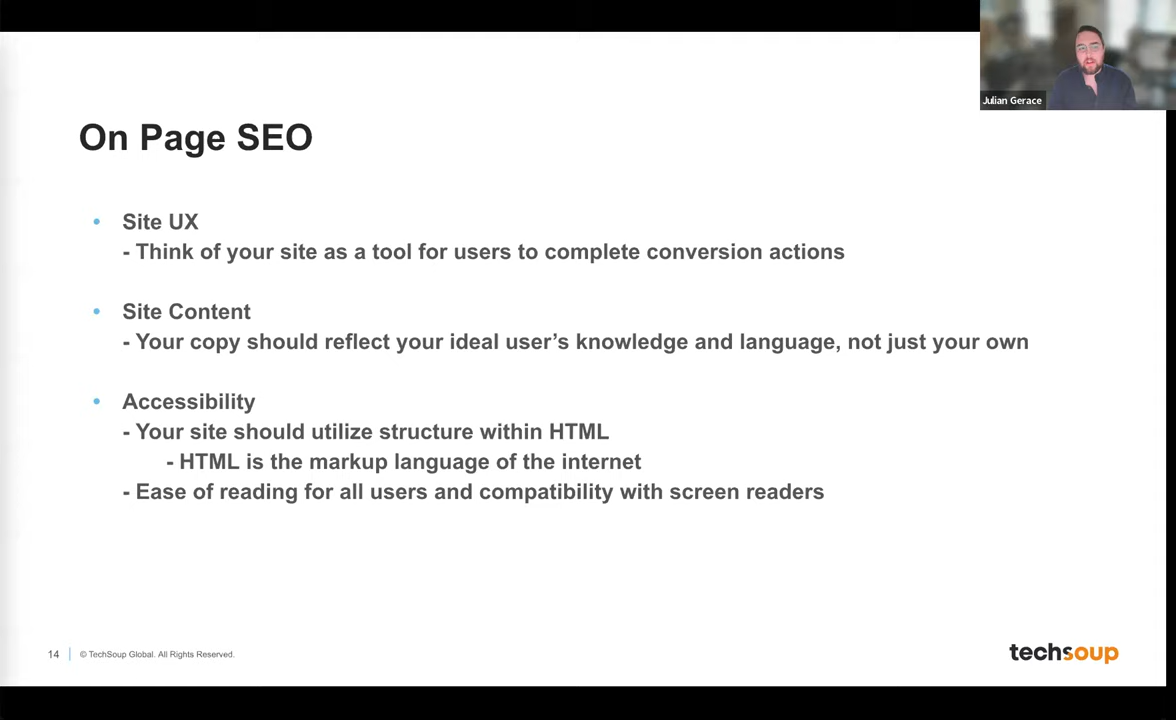 Julian Gerace
On Page SEO
• Site UX
- Think of your site as a tool for users to complete conversion actions
• Site Content
- Your copy should reflect your ideal user’s knowledge and language, not just your own
• Accessibility
- Your site should utilize structure within HTML
- HTML is the markup language of the internet
- Ease of reading for all users and compatibility with screen readers
14 | © TechSoup Global. All Rights Reserved.
techsoup